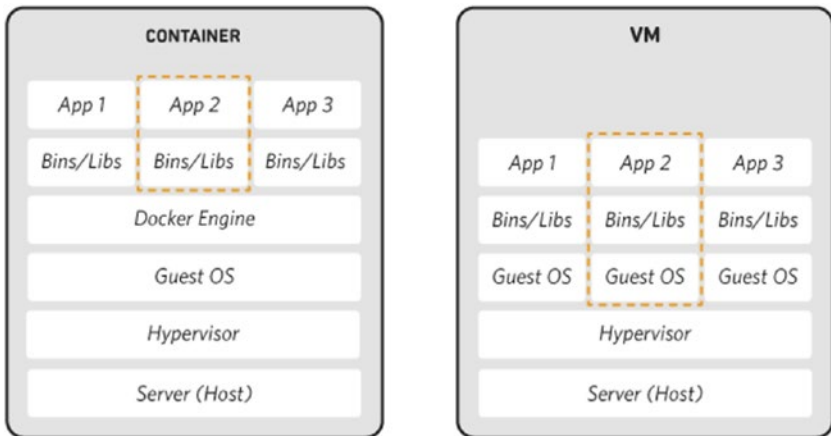 CONTAINER
App 1 App 2 App 3
Bins/Libs Bins/Libs Bins/Libs
Docker Engine
Guest OS
Hypervisor
Server (Host)
VM
App 1 App 2 App 3
Bins/Libs Bins/Libs Bins/Libs
Guest OS Guest OS Guest OS
Hypervisor
Server (Host)